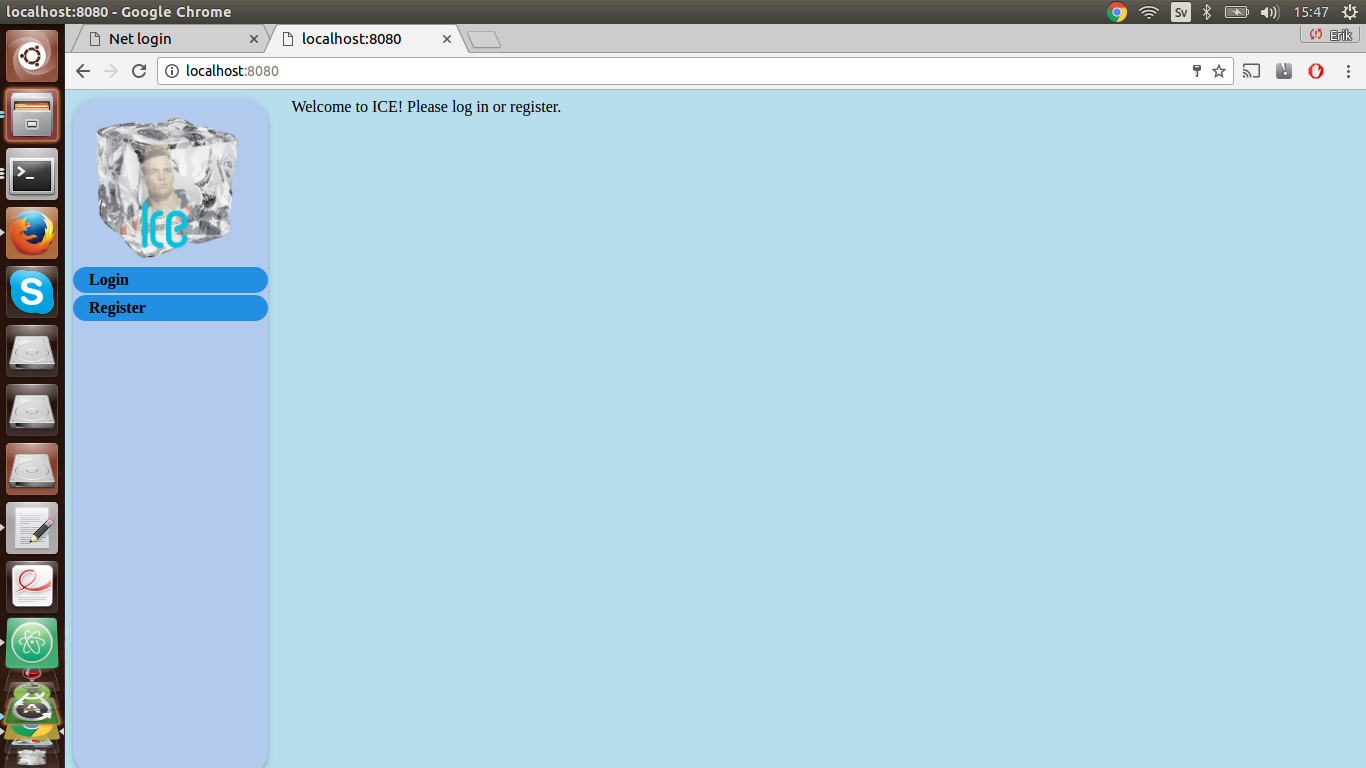 localhost:8080 - Google Chrome
Sv
15:47
Net login
localhost:8080
Erik
localhost:8080
Welcome to ICE! Please log in or register.
ICE
Login
Register